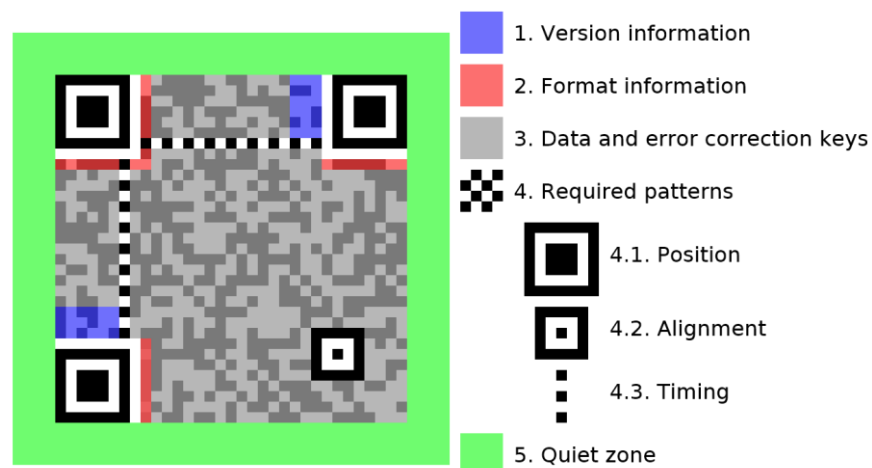 1. Version information
2. Format information
3. Data and error correction keys
4. Required patterns
4.1. Position
4.2. Alignment
4.3. Timing
5. Quiet zone